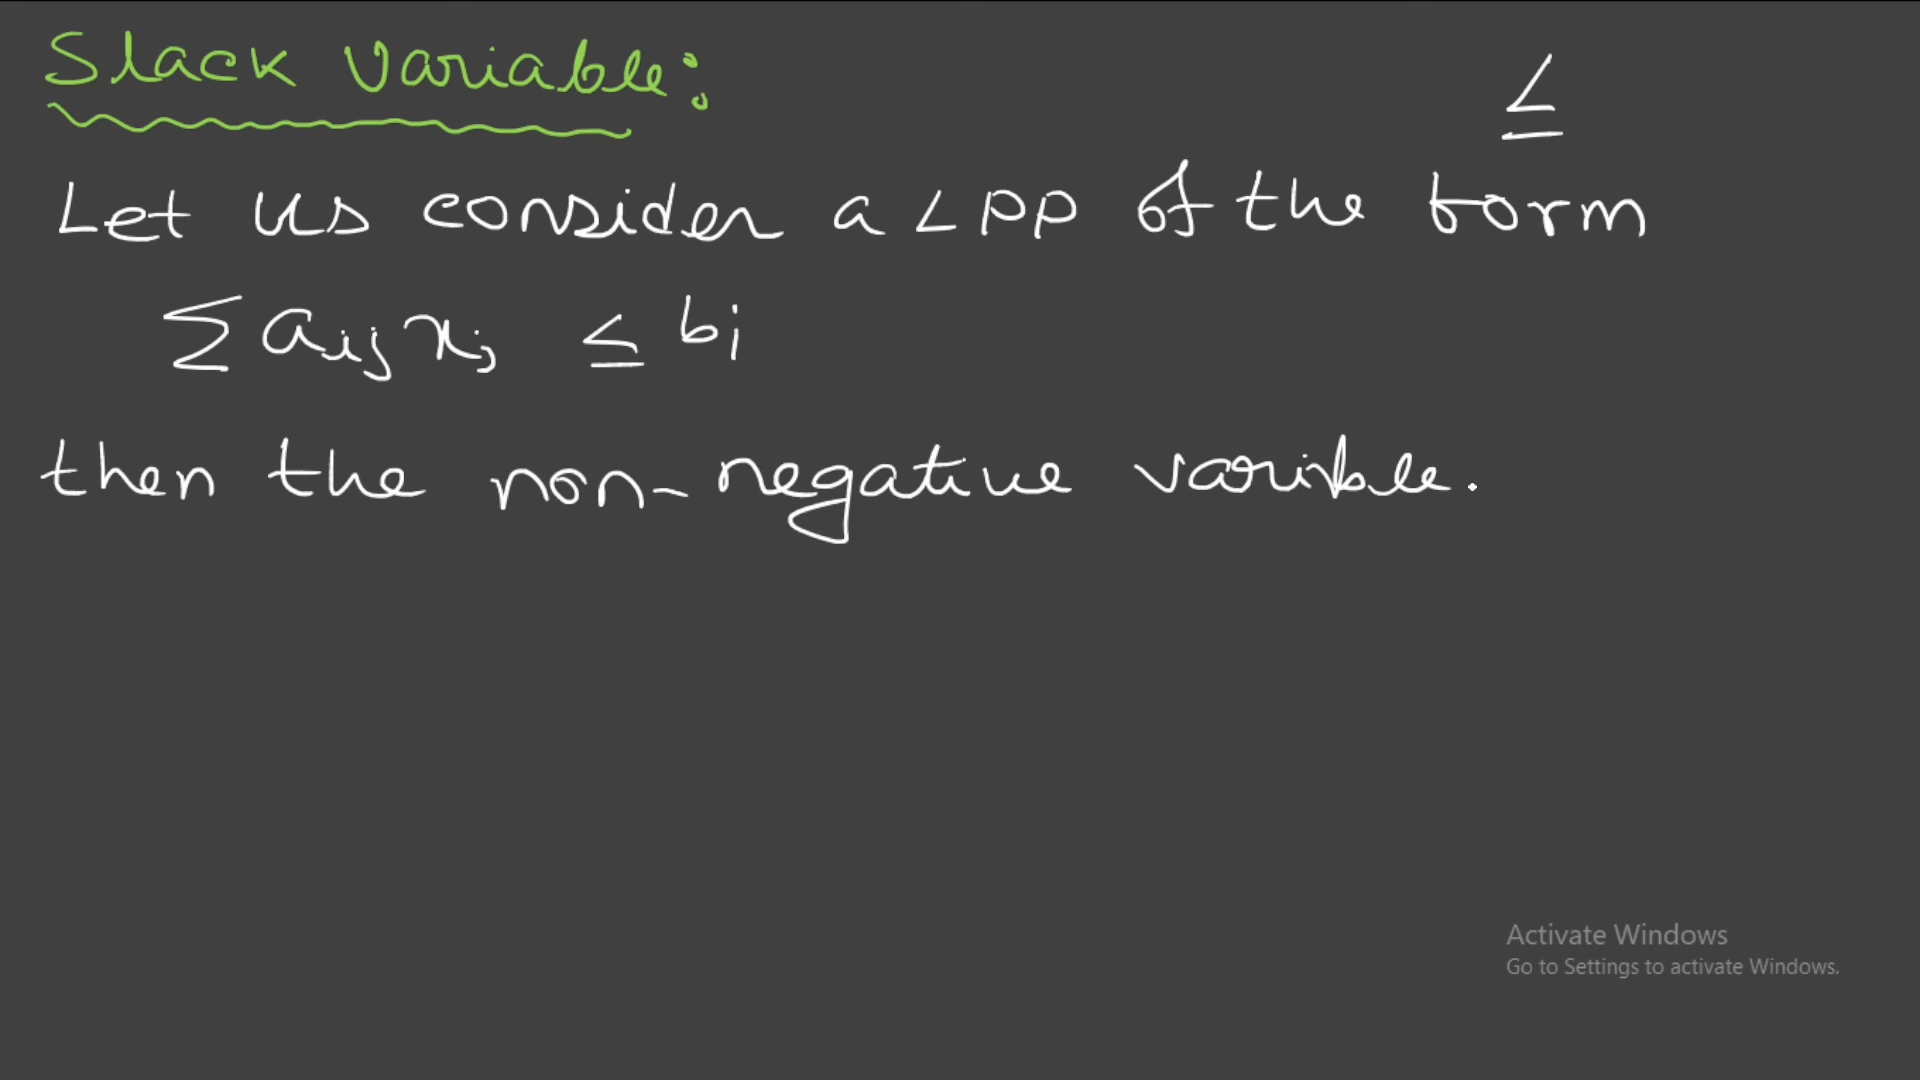 Slack Variable:
≤
Let us consider a LPP of the form
∑ aij xj ≤ bi
then the non-negative varible.
Activate Windows
Go to Settings to activate Windows.